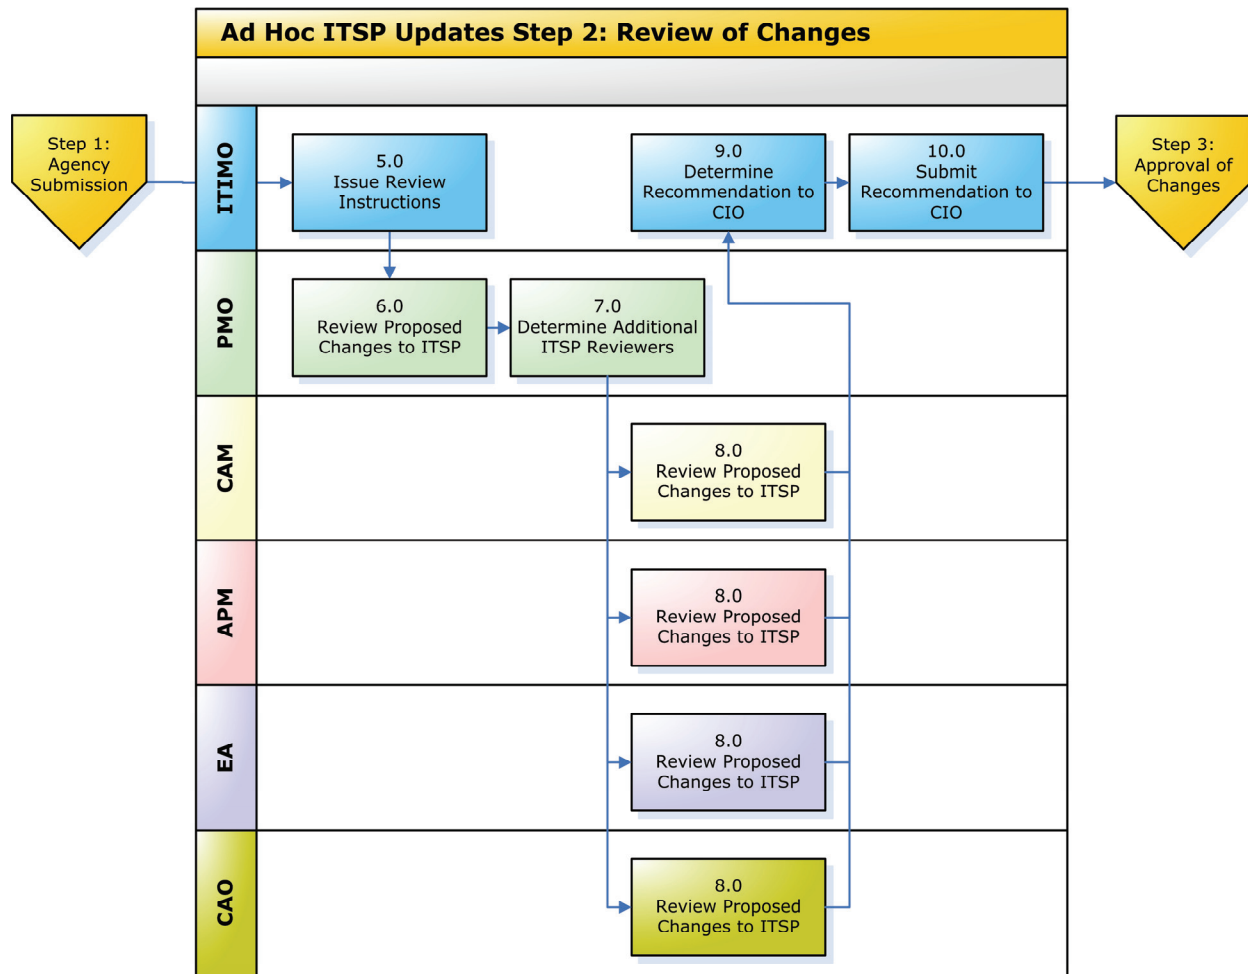 Ad Hoc ITSP Updates Step 2: Review of Changes
Step 1:
Agency
Submission
ITIMO
5.0
Issue Review
Instructions
9.0
Determine
Recommendation to
CIO
10.0
Submit
Recommendation to
CIO
Step 3:
Approval of
Changes
PMO
6.0
Review Proposed
Changes to ITSP
7.0
Determine Additional
ITSP Reviewers
CAM
8.0
Review Proposed
Changes to ITSP
APM
8.0
Review Proposed
Changes to ITSP
EA
8.0
Review Proposed
Changes to ITSP
CAO
8.0
Review Proposed
Changes to ITSP